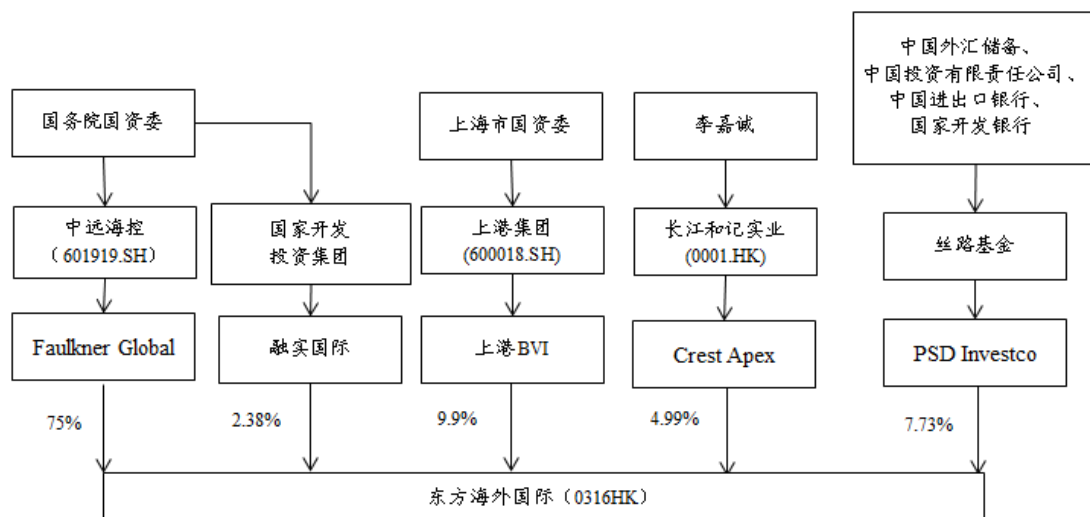 中国外汇储备、
中国投资有限责任公司、
中国进出口银行、
国家开发银行
国务院国资委
上海市国资委
李嘉诚
中远海控
（601919.SH)
国家开发
投资集团
上港集团
(600018.SH)
长江和记实业
(0001.HK)
丝路基金
Faulkner Global
融实国际
上港BVI
Crest Apex
PSD Investco
75%
2.38%
9.9%
4.99%
7.73%
东方海外国际（0316HK）